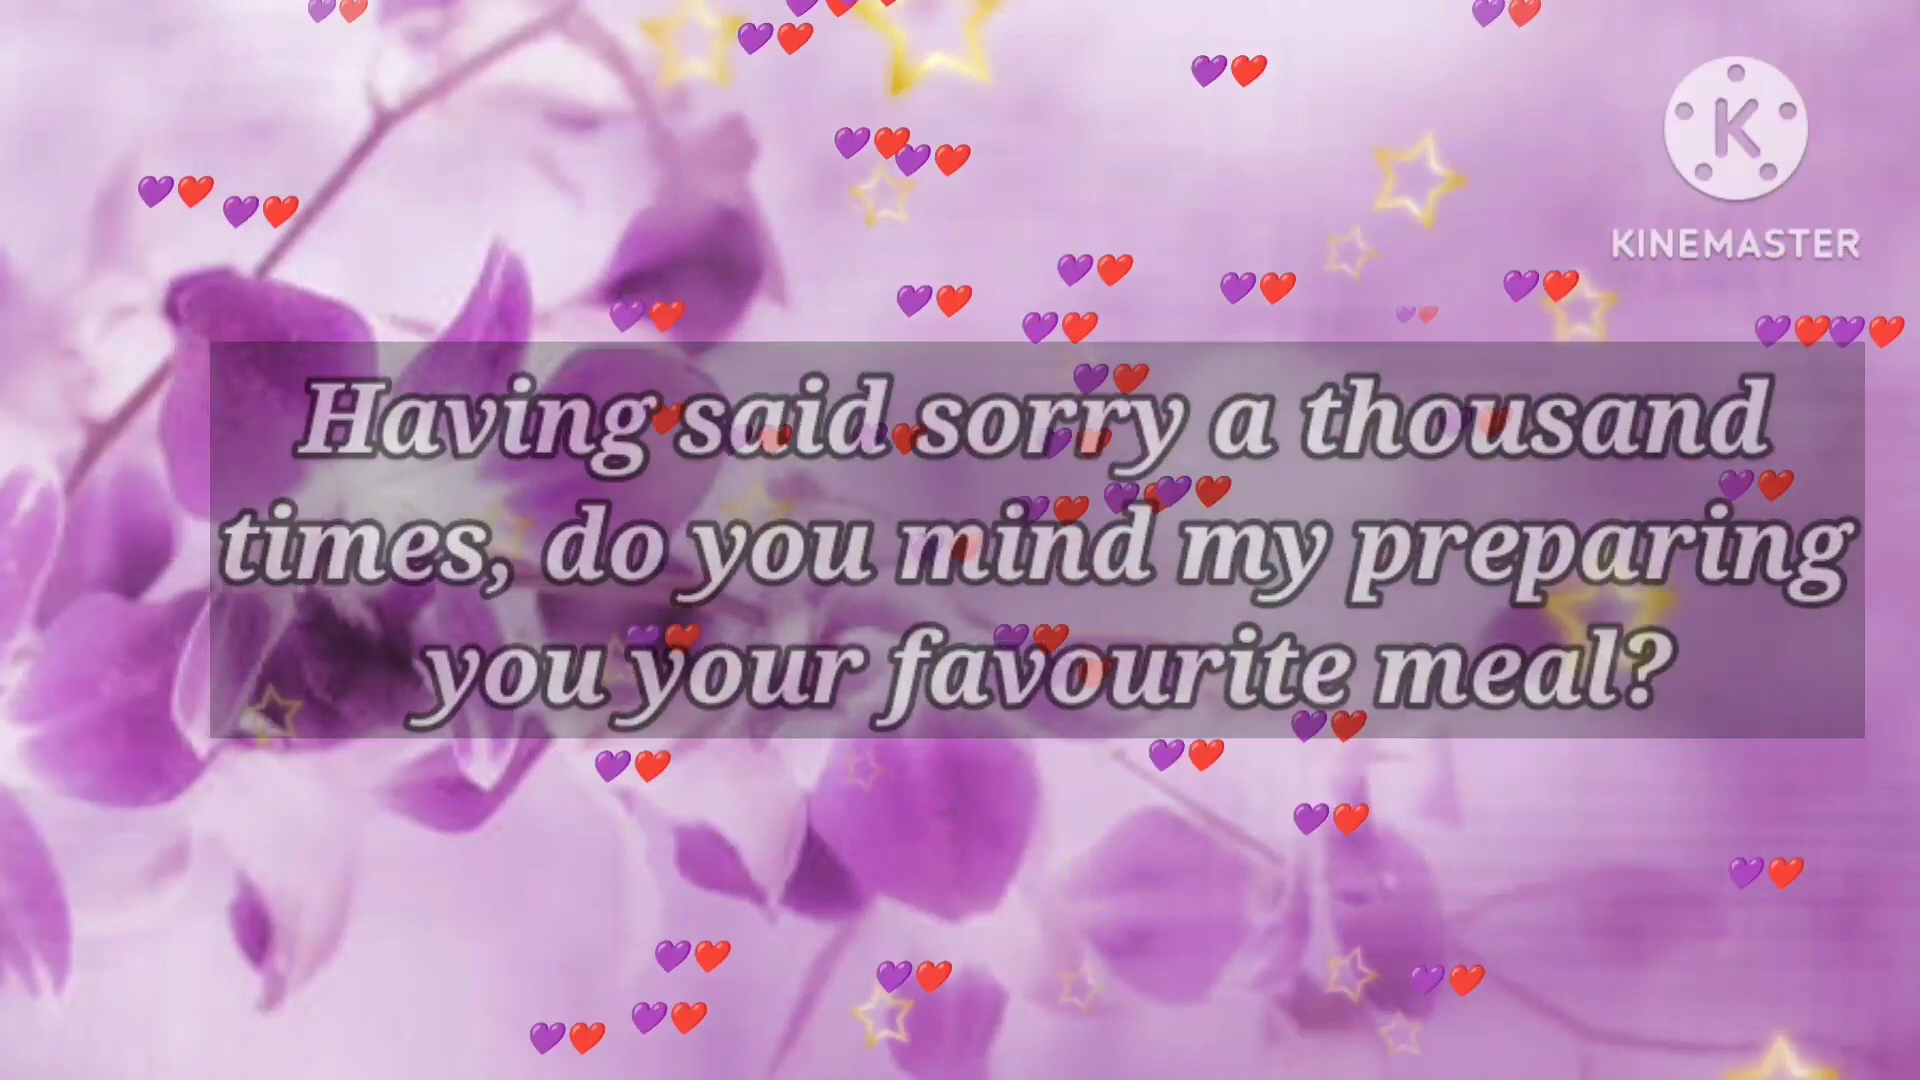 K
KINEMASTER
Having said sorry a thousand
times, do you mind my preparing
you your favourite meal?